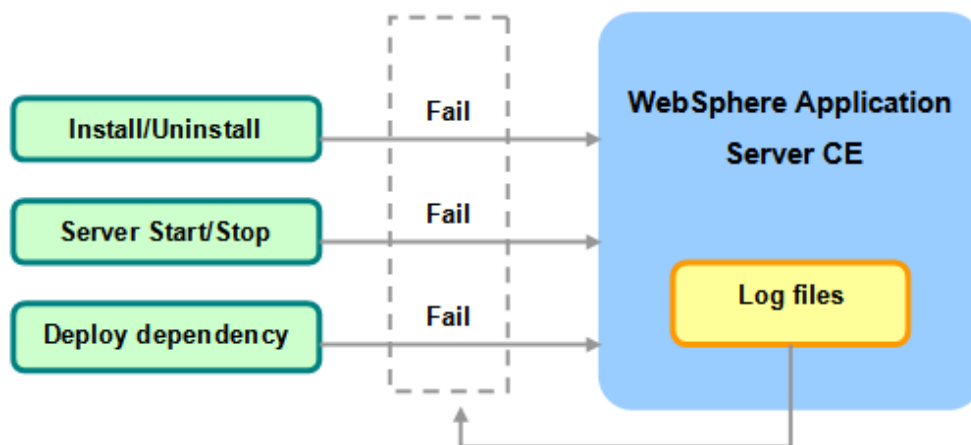 Install/Uninstall
Fail
Server Start/Stop
Fail
Deploy dependency
Fail
WebSphere Application
Server CE
Log files